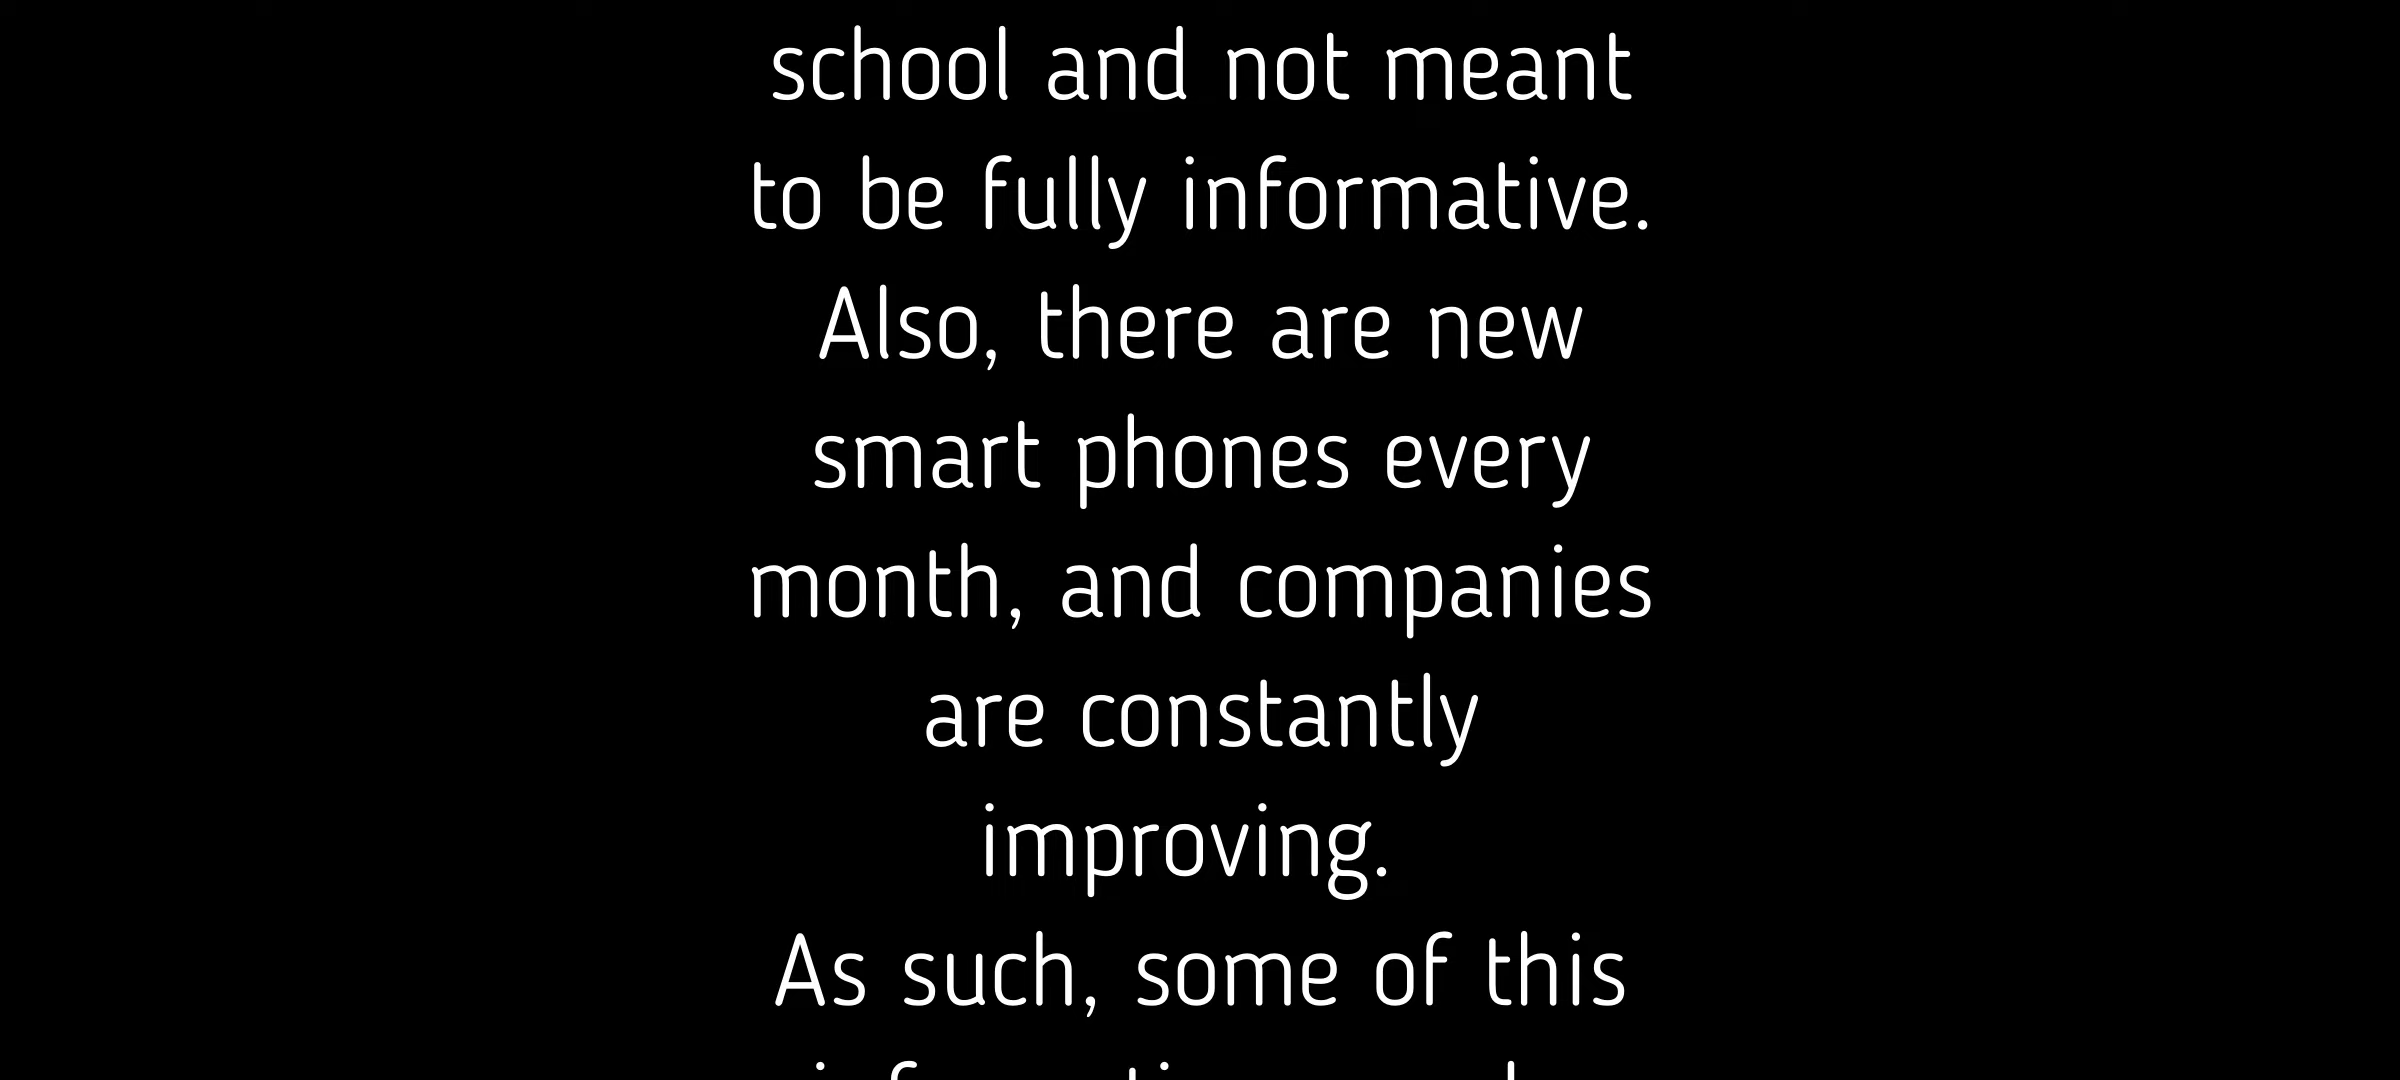 school and not meant
to be fully informative.
Also, there are new
smart phones every
month, and companies
are constantly
improving.
As such, some of this